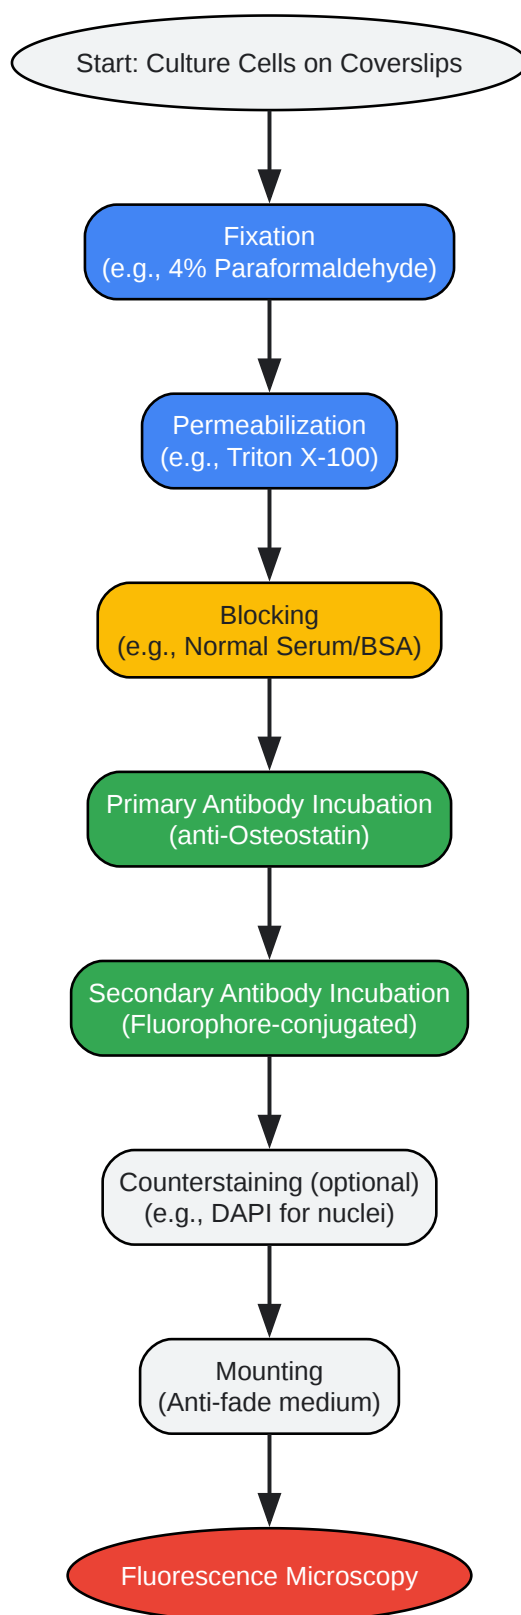 Start: Culture Cells on Coverslips
Fixation
(e.g., 4% Paraformaldehyde)
Permeabilization
(e.g., Triton X-100)
Blocking
(e.g., Normal Serum/BSA)
Primary Antibody Incubation
(anti-Osteostatin)
Secondary Antibody Incubation
(Fluorophore-conjugated)
Counterstaining (optional)
(e.g., DAPI for nuclei)
Mounting
(Anti-fade medium)
Fluorescence Microscopy